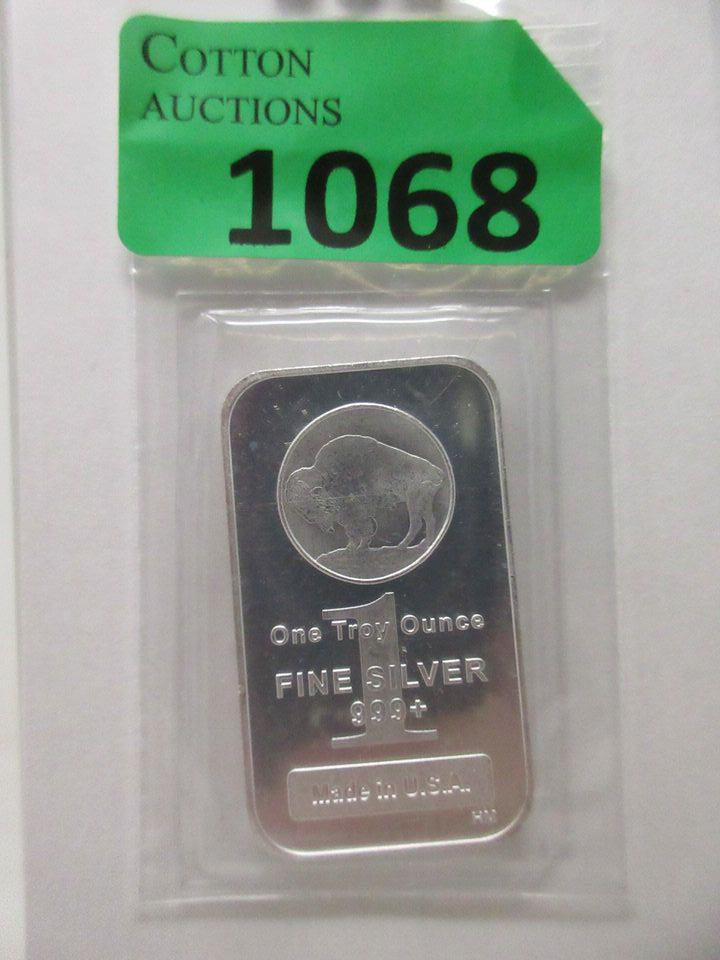 COTTON
AUCTIONS
1068
One Troy Ounce
FINE SILVER
999+
1
Made in U.S.A.
HM